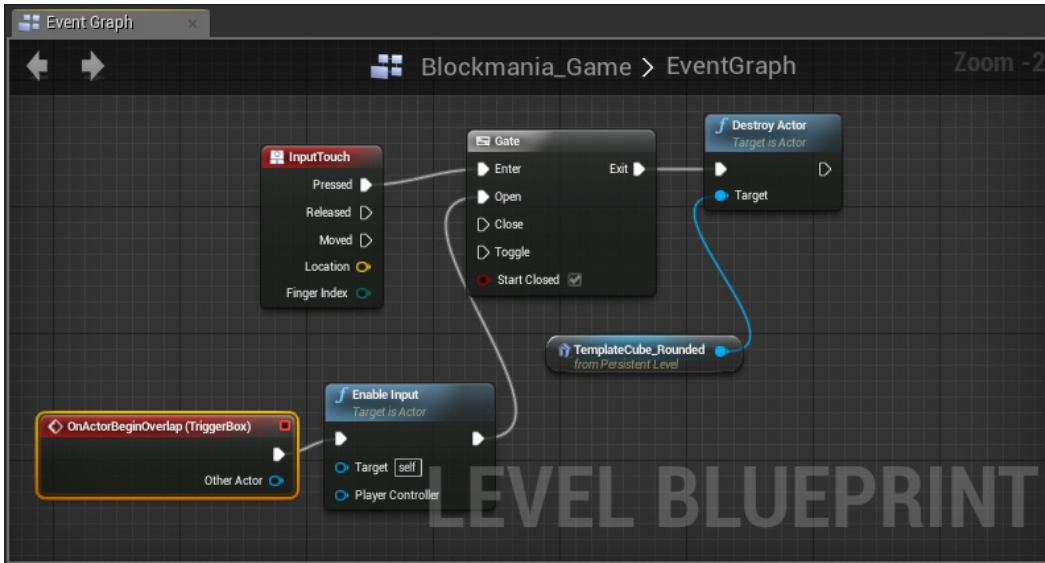 Event Graph
Blockmania_Game > EventGraph
Zoom -2
InputTouch
Pressed
Released
Moved
Location
Finger Index
Gate
Enter
Exit
Open
Close
Toggle
Start Closed
Destroy Actor
Target is Actor
Target
TemplateCube_Rounded
from Persistent Level
OnActorBeginOverlap (TriggerBox)
Other Actor
Enable Input
Target is Actor
Target self
Player Controller
LEVEL BLUEPRINT